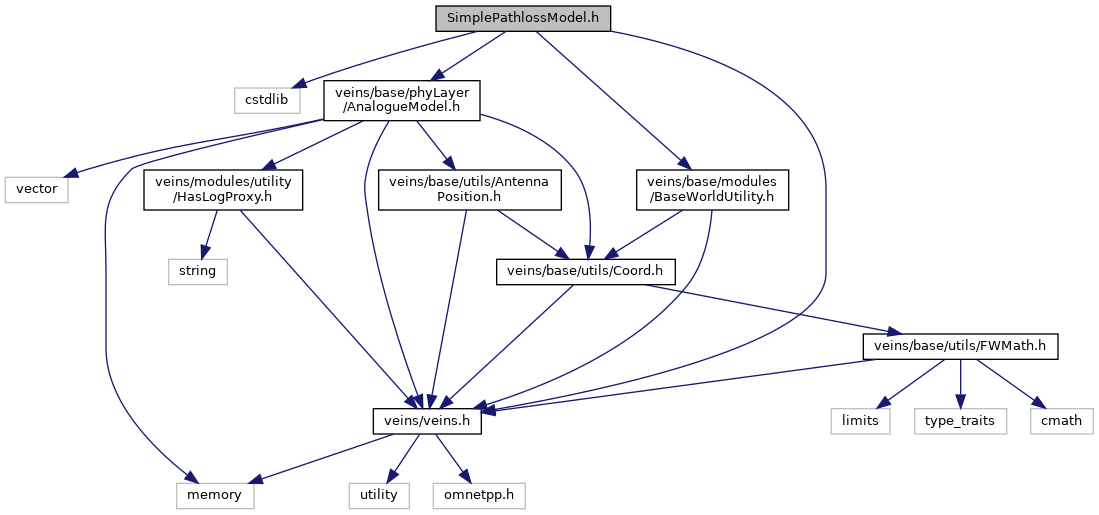 SimplePathlossModel.h
cstdlib
veins/base/phyLayer
/AnalogueModel.h
vector
veins/modules/utility
/HasLogProxy.h
veins/base/utils/Antenna
Position.h
veins/base/modules
/BaseWorldUtility.h
string
veins/base/utils/Coord.h
veins/base/utils/FWMath.h
veins/veins.h
limits
type_traits
cmath
memory
utility
omnetpp.h